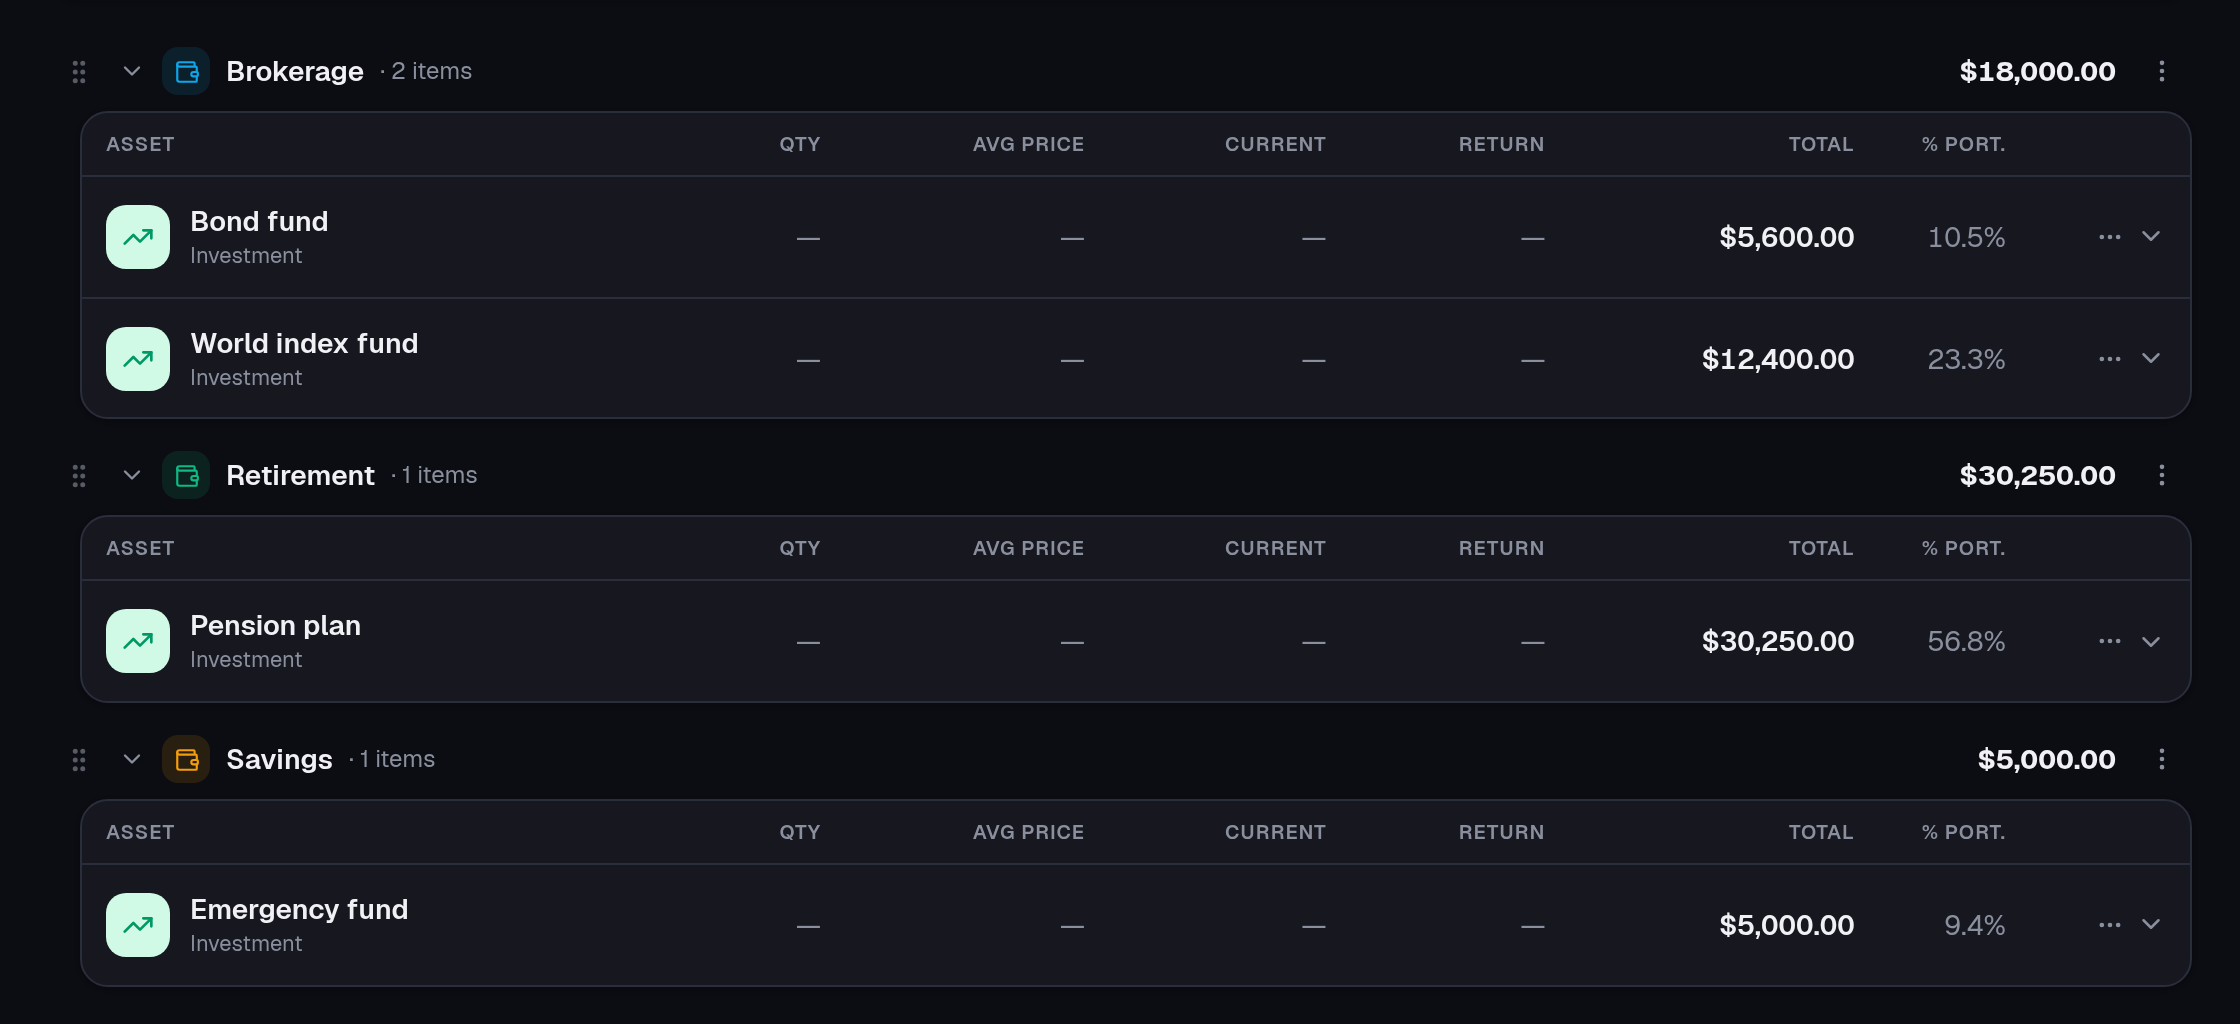 Brokerage · 2 items $18,000.00
ASSET QTY AVG PRICE CURRENT RETURN TOTAL % PORT.
Bond fund
Investment
— — — — $5,600.00 10.5%
World index fund
Investment
— — — — $12,400.00 23.3%
Retirement · 1 items $30,250.00
ASSET QTY AVG PRICE CURRENT RETURN TOTAL % PORT.
Pension plan
Investment
— — — — $30,250.00 56.8%
Savings · 1 items $5,000.00
ASSET QTY AVG PRICE CURRENT RETURN TOTAL % PORT.
Emergency fund
Investment
— — — — $5,000.00 9.4%